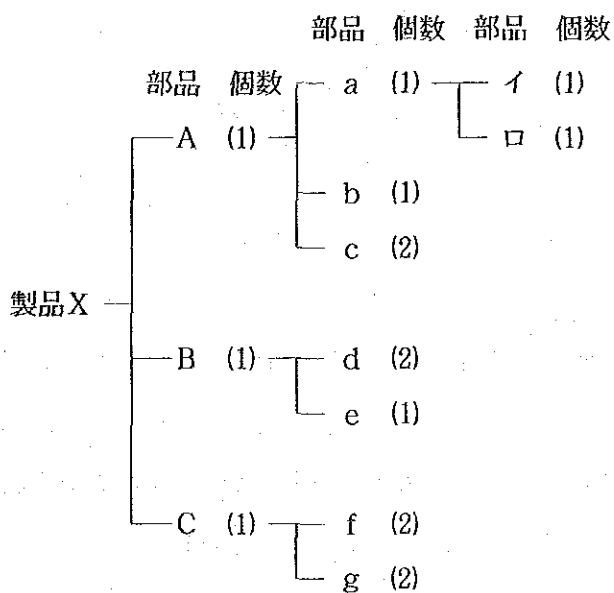 部品 個数 部品 個数
部品 個数 a (1) イ (1)
A (1) ロ (1)
b (1)
c (2)
製品X
B (1) d (2)
e (1)
C (1) f (2)
g (2)